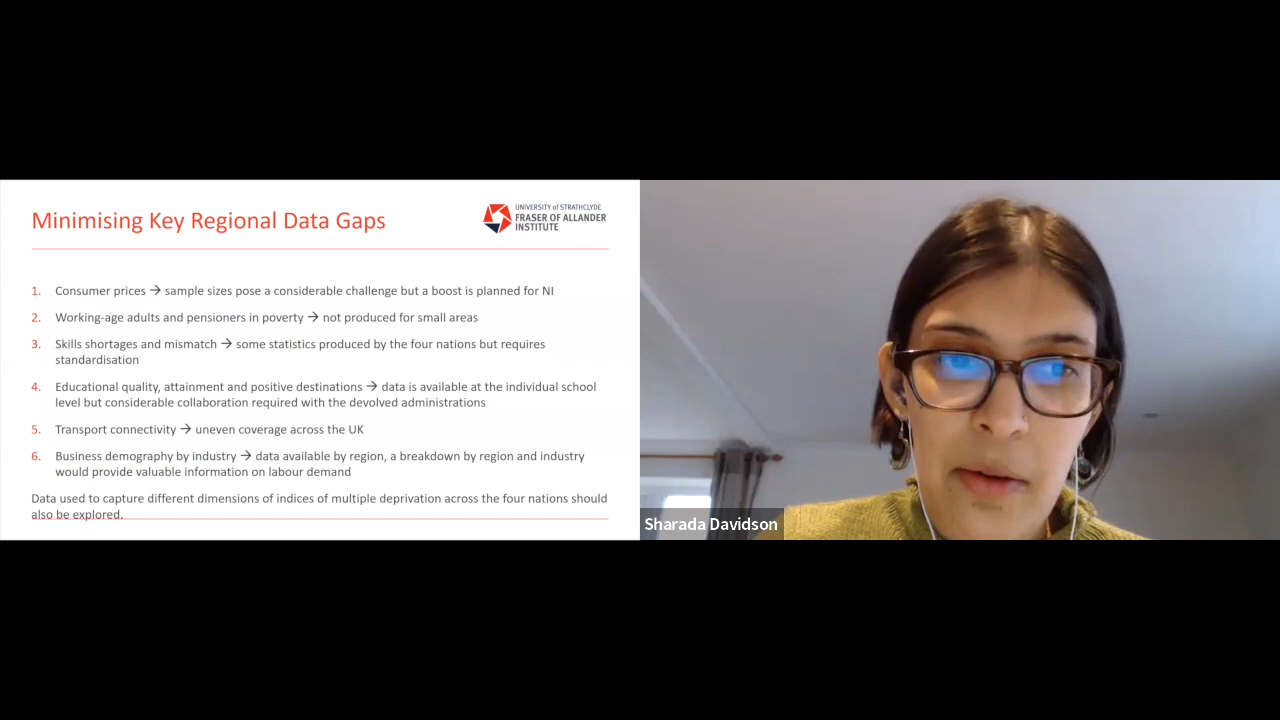 Minimising Key Regional Data Gaps
UNIVERSITY of STRATHCLYDE
FRASER OF ALLANDER
INSTITUTE
1. Consumer prices → sample sizes pose a considerable challenge but a boost is planned for NI
2. Working-age adults and pensioners in poverty → not produced for small areas
3. Skills shortages and mismatch → some statistics produced by the four nations but requires
standardisation
4. Educational quality, attainment and positive destinations → data is available at the individual school
level but considerable collaboration required with the devolved administrations
5. Transport connectivity → uneven coverage across the UK
6. Business demography by industry → data available by region, a breakdown by region and industry
would provide valuable information on labour demand
Data used to capture different dimensions of indices of multiple deprivation across the four nations should
also be explored.
Sharada Davidson